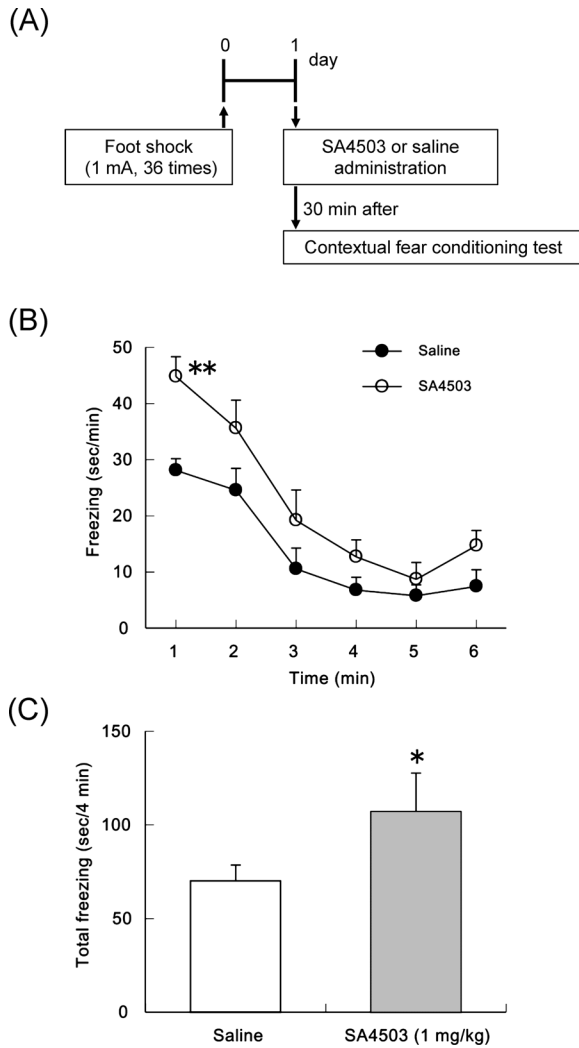 (A)
0 1
day
Foot shock
(1 mA, 36 times)
SA4503 or saline
administration
30 min after
Contextual fear conditioning test
(B)
50
40
30
20
10
0
Freezing (sec/min)
**
Saline
SA4503
1 2 3 4 5 6
Time (min)
(C)
150
100
50
0
Total freezing (sec/4 min)
*
Saline SA4503 (1 mg/kg)